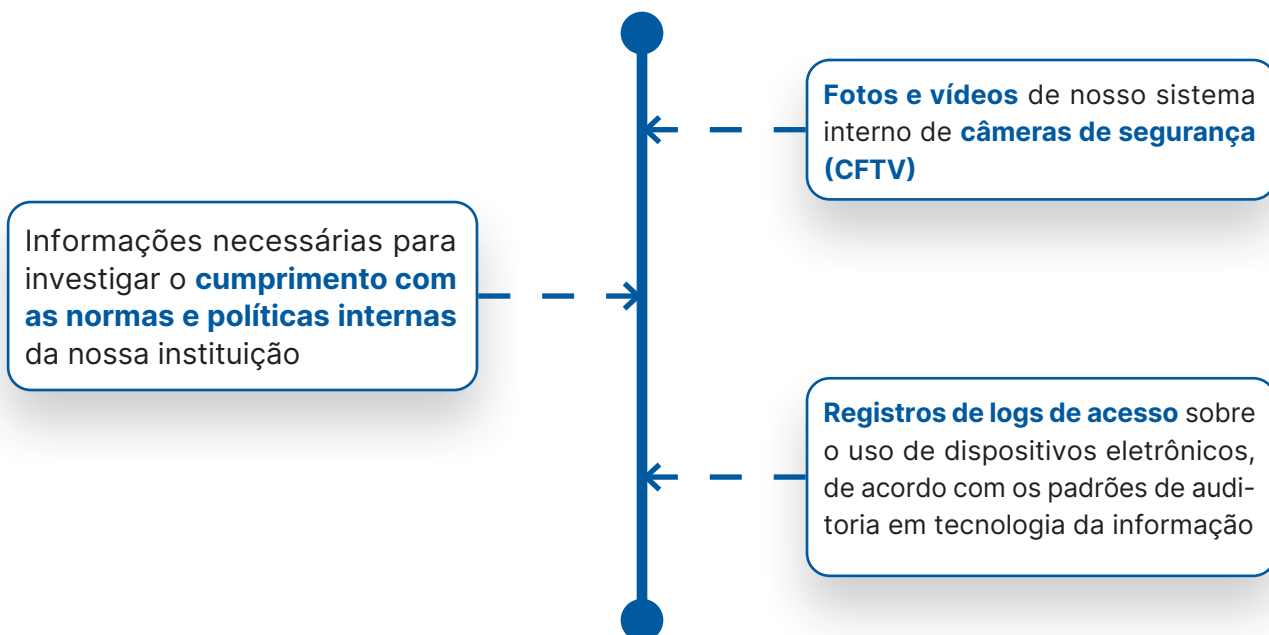 Fotos e vídeos de nosso sistema
interno de câmeras de segurança
(CFTV)
Informações necessárias para
investigar o cumprimento com
as normas e políticas internas
da nossa instituição
Registros de logs de acesso sobre
o uso de dispositivos eletrônicos,
de acordo com os padrões de audi-
toria em tecnologia da informação